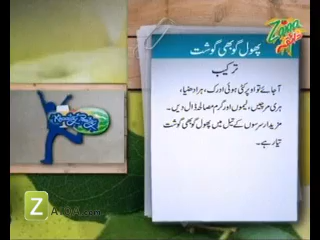 پھول گوبھی گوشت
ترکیب
آ جائے تو اوپر کٹی ہوئی ادرک، ہرا دھنیا،
ہری مرچیں، لیموں اور گرم مصالحہ ڈال دیں۔
مزیدار سرسوں کے تیل میں پھول گوبھی گوشت
تیار ہے۔
ZAIQA.com